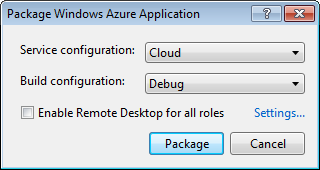 Package Windows Azure Application
Service configuration: Cloud
Build configuration: Debug
Enable Remote Desktop for all roles Settings...
Package Cancel